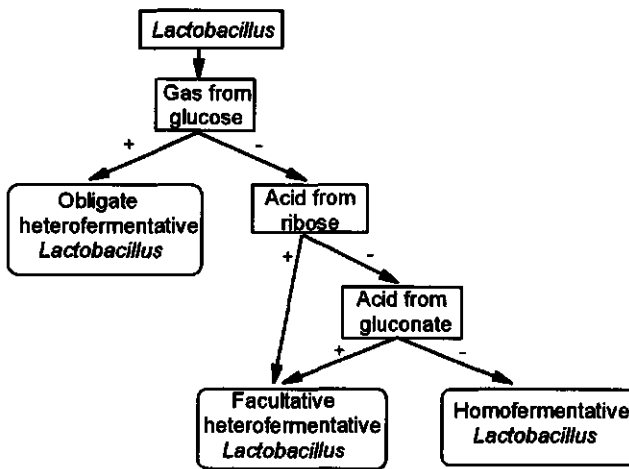 Lactobacillus
Gas from
glucose
+
-
Obligate
heterofermentative
Lactobacillus
Acid from
ribose
+
-
Acid from
gluconate
+
-
Facultative
heterofermentative
Lactobacillus
Homofermentative
Lactobacillus